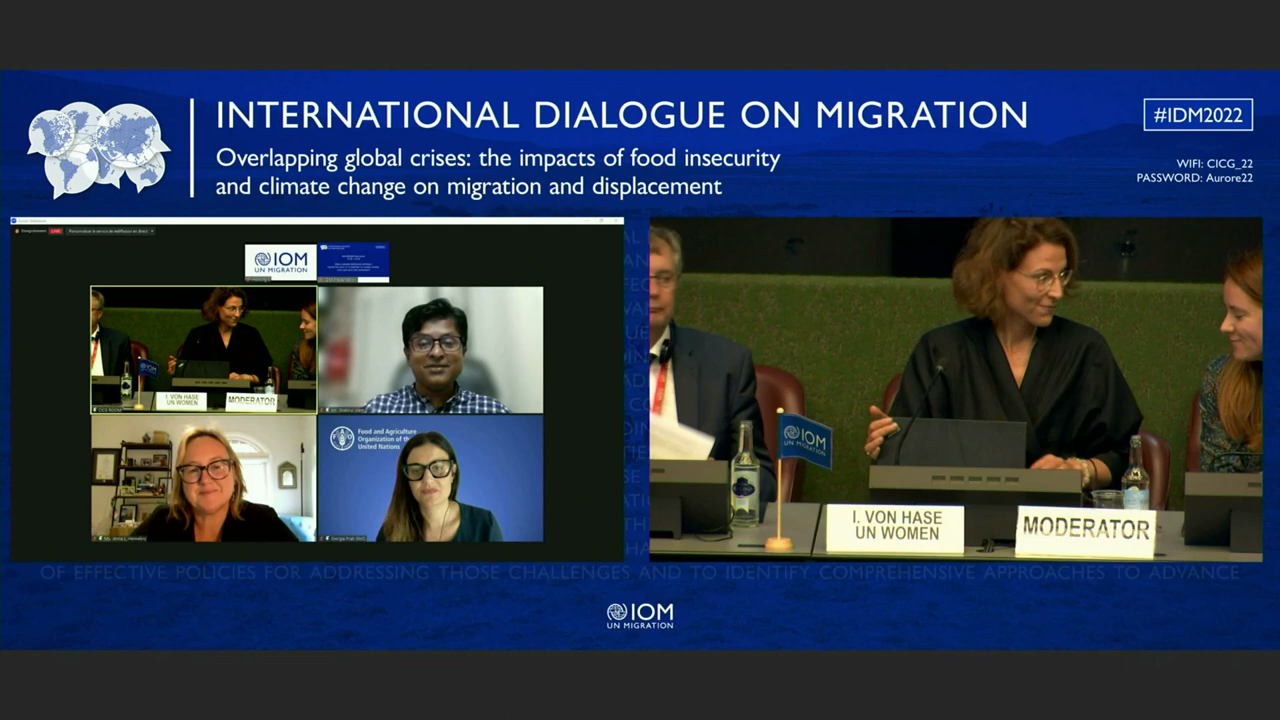 INTERNATIONAL DIALOGUE ON MIGRATION
Overlapping global crises: the impacts of food insecurity
and climate change on migration and displacement
#IDM2022
WIFI: CICG_22
PASSWORD: Aurore22
LIVE
IOM
UN MIGRATION
I. VON HASE
UN WOMEN
MODERATOR
Food and Agriculture
Organization of the
United Nations
IOM
UN MIGRATION
I. VON HASE
UN WOMEN
MODERATOR
OF EFFECTIVE POLICIES FOR ADDRESSING THOSE CHALLENGES AND TO IDENTIFY COMPREHENSIVE APPROACHES TO ADVANCE
IOM
UN MIGRATION